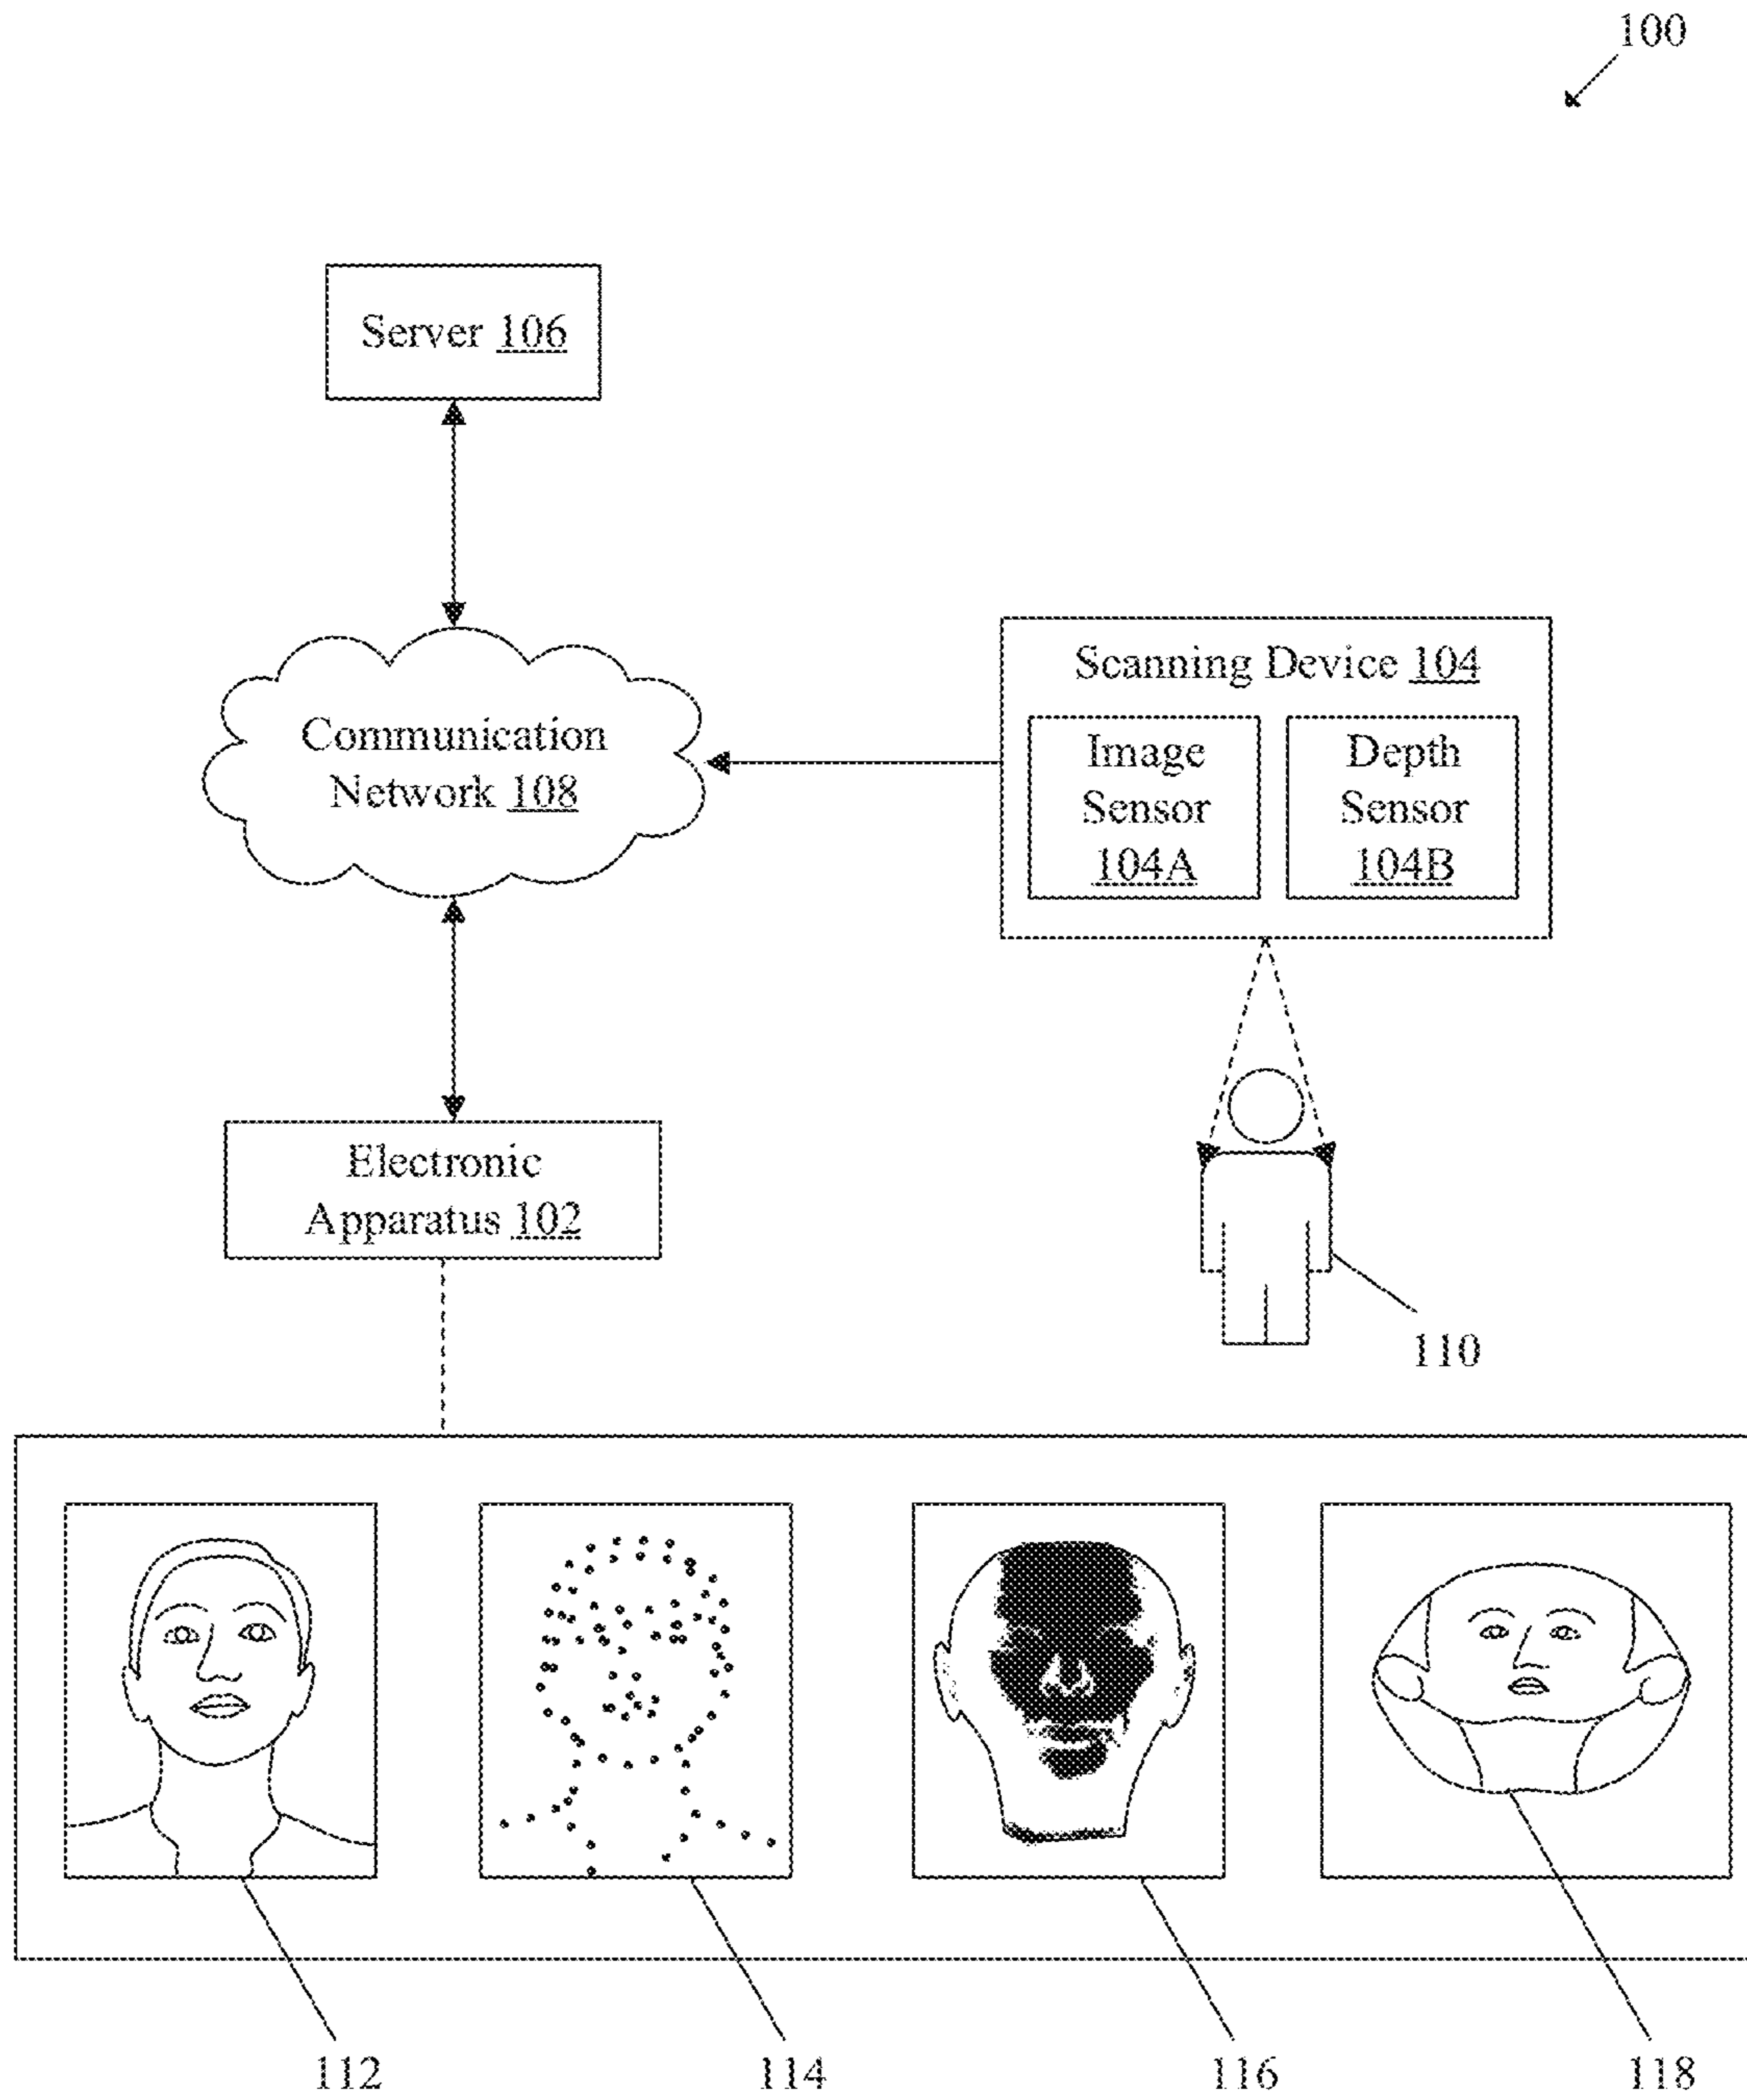 100
Server 106
Communication
Network 108
Scanning Device 104
Image
Sensor
104A
Depth
Sensor
104B
Electronic
Apparatus 102
110
112
114
116
118